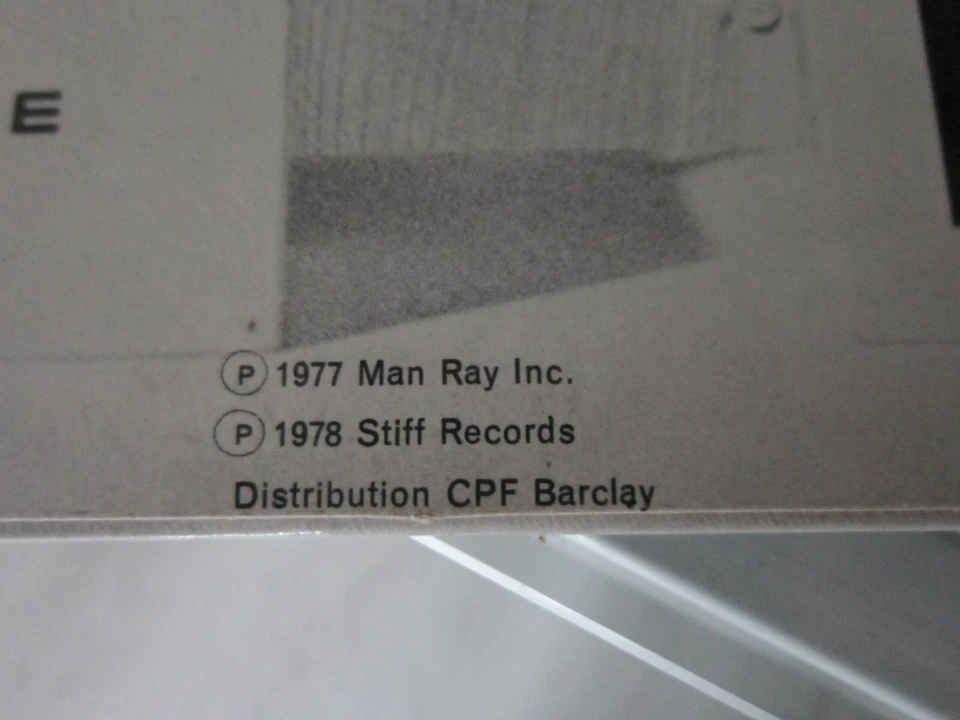 E
Ⓟ 1977 Man Ray Inc.
Ⓟ 1978 Stiff Records
Distribution CPF Barclay